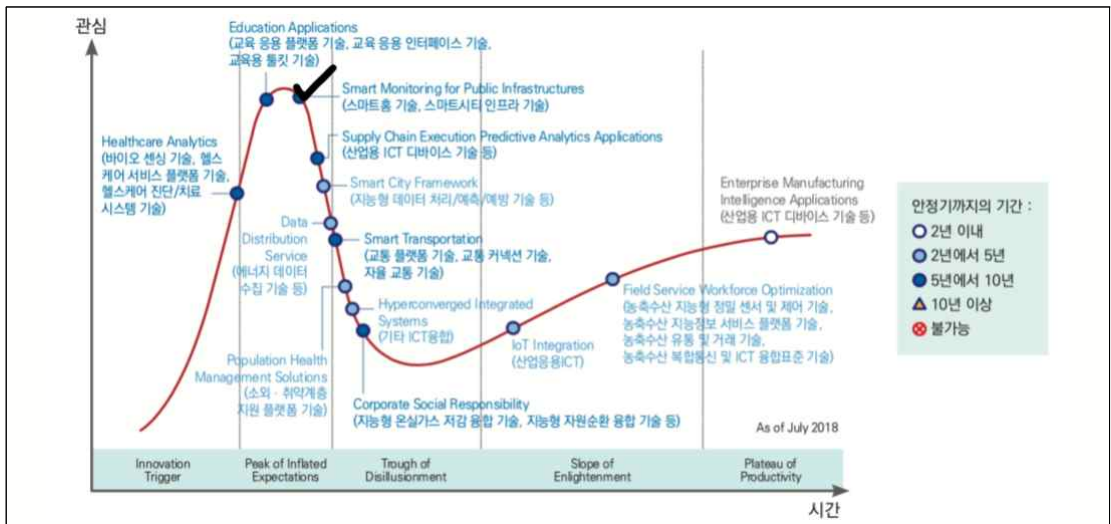 관심
Education Applications
(교육 응용 플랫폼 기술, 교육 응용 인터페이스 기술,
교육용 툴킷 기술)
Smart Monitoring for Public Infrastructures
(스마트홈 기술, 스마트시티 인프라 기술)
Healthcare Analytics
(바이오 센싱 기술, 헬스
케어 서비스 플랫폼 기술,
헬스케어 진단/치료
시스템 기술)
Supply Chain Execution Predictive Analytics Applications
(산업용 ICT 디바이스 기술 등)
Smart City Framework
(지능형 데이터 처리/예측/예방 기술 등)
Data
Distribution
Service
(에너지 데이터
수집 기술 등)
Smart Transportation
(교통 플랫폼 기술, 교통 커넥션 기술,
자율 교통 기술)
Hyperconverged Integrated
Systems
(기타 ICT융합)
Population Health
Management Solutions
(소외 · 취약계층
지원 플랫폼 기술)
Corporate Social Responsibility
(지능형 온실가스 저감 융합 기술, 지능형 자원순환 융합 기술 등)
IoT Integration
(산업응용ICT)
Field Service Workforce Optimization
(농축수산 지능형 정밀 센서 및 제어 기술,
농축수산 지능정보 서비스 플랫폼 기술,
농축수산 유통 및 거래 기술,
농축수산 복합통신 및 ICT 융합표준 기술)
Enterprise Manufacturing
Intelligence Applications
(산업용 ICT 디바이스 기술 등)
안정기까지의 기간 :
2년 이내
2년에서 5년
5년에서 10년
10년 이상
불가능
As of July 2018
Innovation
Trigger
Peak of Inflated
Expectations
Trough of
Disillusionment
Slope of
Enlightenment
Plateau of
Productivity
시간